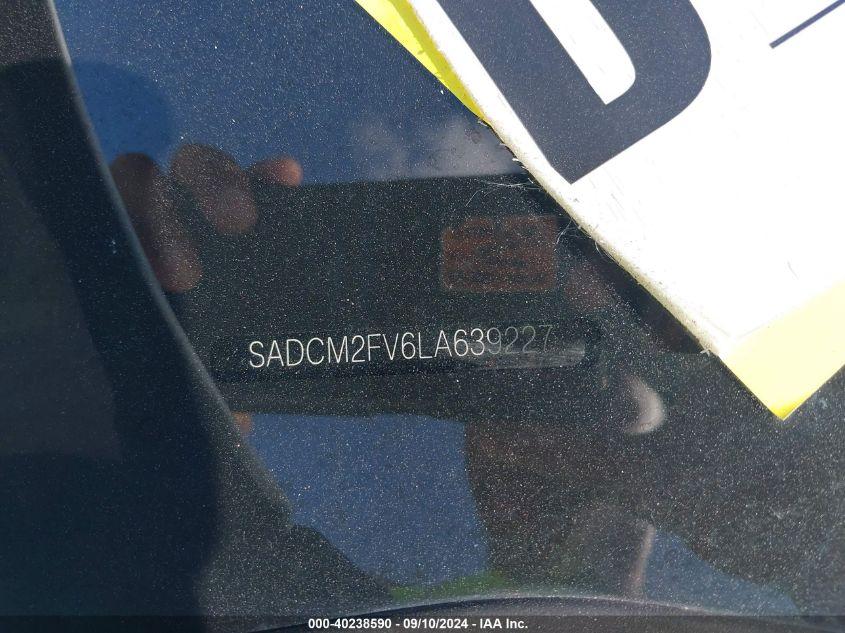 D
SADCM2FV6LA639227
000-40238590 - 09/10/2024 - IAA Inc.